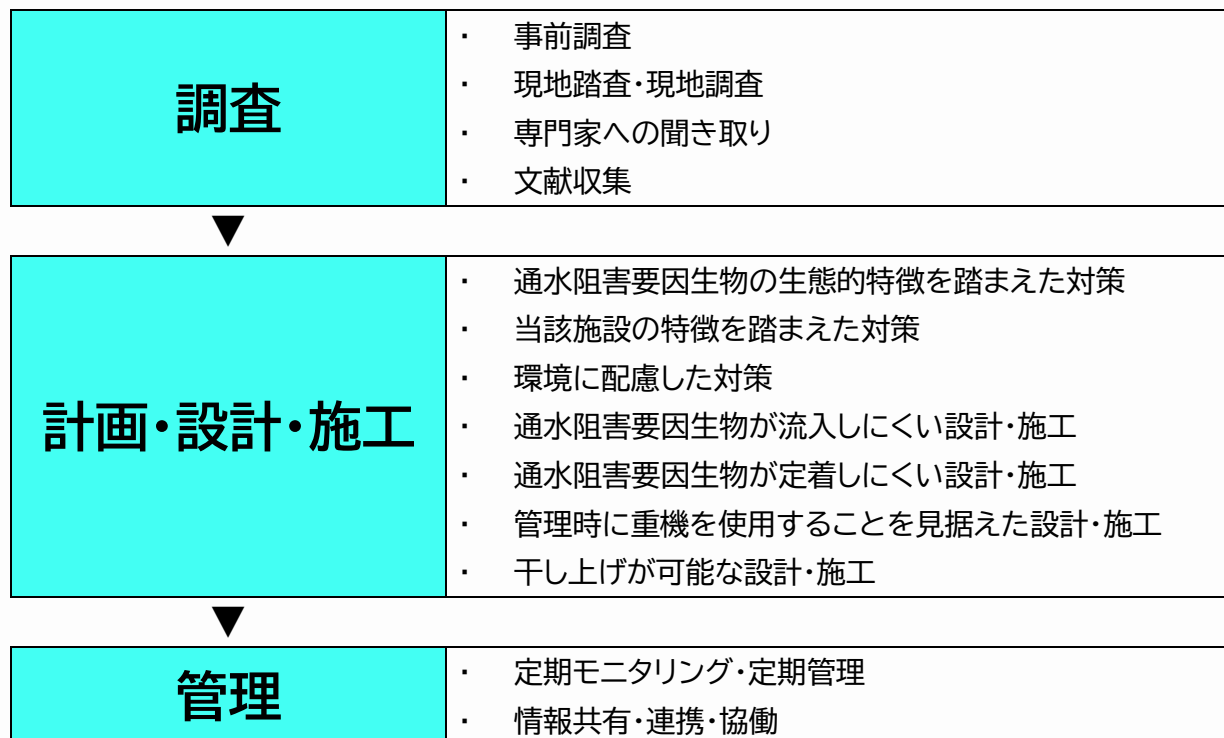 調査
・ 事前調査
・ 現地踏査・現地調査
・ 専門家への聞き取り
・ 文献収集
▼
計画・設計・施工
・ 通水阻害要因生物の生態的特徴を踏まえた対策
・ 当該施設の特徴を踏まえた対策
・ 環境に配慮した対策
・ 通水阻害要因生物が流入しにくい設計・施工
・ 通水阻害要因生物が定着しにくい設計・施工
・ 管理時に重機を使用することを見据えた設計・施工
・ 干し上げが可能な設計・施工
▼
管理
・ 定期モニタリング・定期管理
・ 情報共有・連携・協働